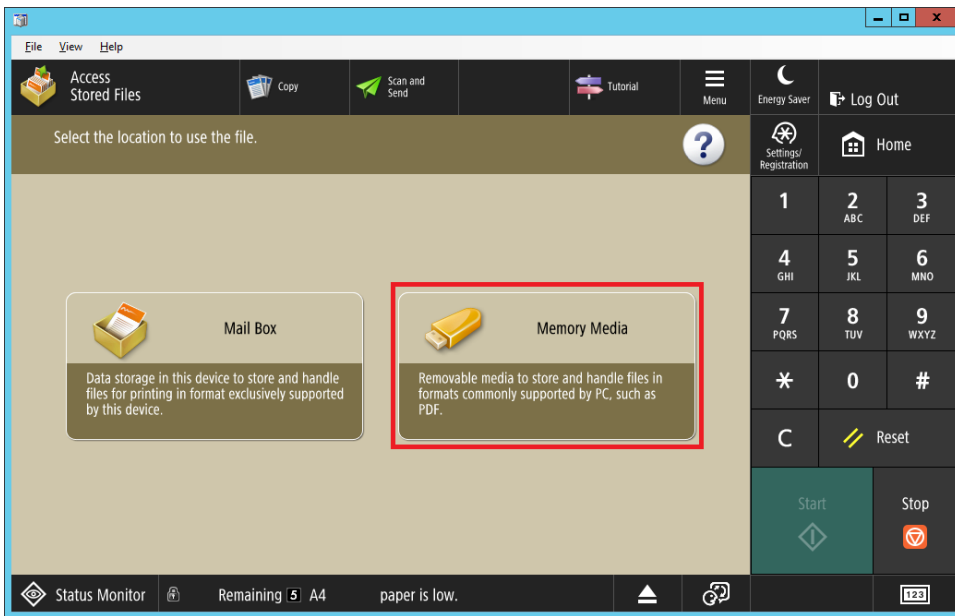 File View Help
Access
Stored Files
Copy
Scan and
Send
Tutorial
Menu
Energy Saver
Log Out
Select the location to use the file.
?
Settings/
Registration
Home
1
2
ABC
3
DEF
4
GHI
5
JKL
6
MNO
7
PQRS
8
TUV
9
WXYZ
*
0
#
C
Reset
Mail Box
Data storage in this device to store and handle
files for printing in format exclusively supported
by this device.
Memory Media
Removable media to store and handle files in
formats commonly supported by PC, such as
PDF.
Start
Stop
Status Monitor
Remaining 5 A4 paper is low.
123